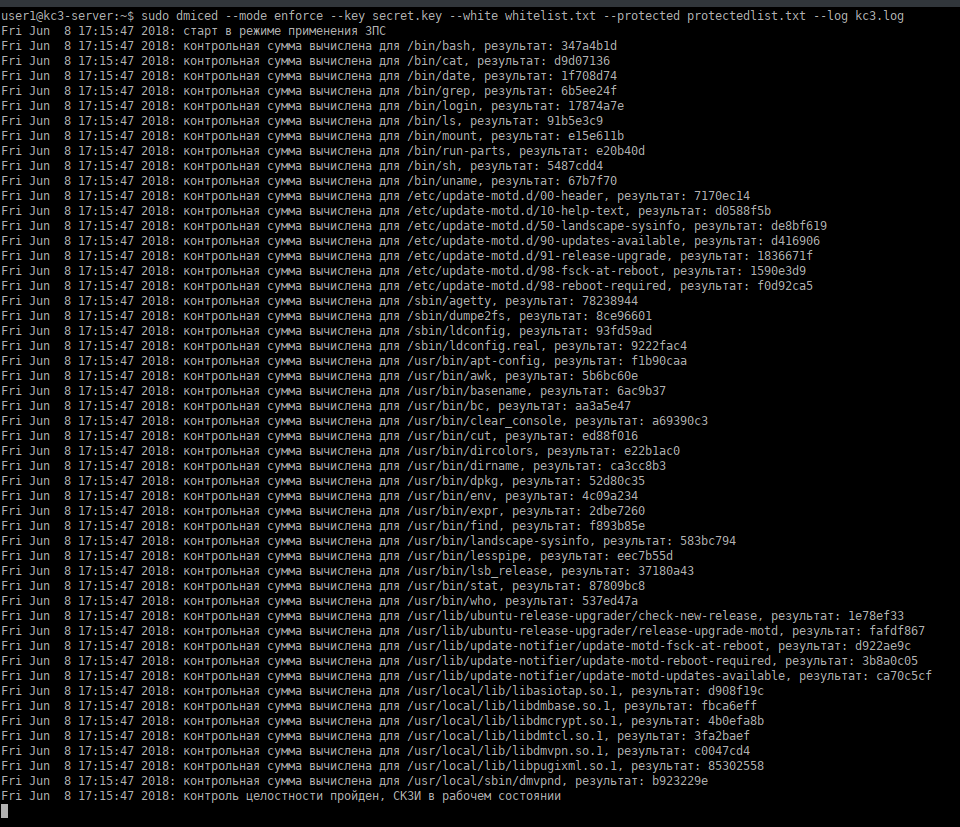 user1@kc3-server:~$ sudo dmiced --mode enforce --key secret.key --white whitelist.txt --protected protectedlist.txt --log kc3.log
Fri Jun  8 17:15:47 2018: старт в режиме применения ЗПС
Fri Jun  8 17:15:47 2018: контрольная сумма вычислена для /bin/bash, результат: 347a4b1d
Fri Jun  8 17:15:47 2018: контрольная сумма вычислена для /bin/cat, результат: d9d07136
Fri Jun  8 17:15:47 2018: контрольная сумма вычислена для /bin/date, результат: 1f708d74
Fri Jun  8 17:15:47 2018: контрольная сумма вычислена для /bin/grep, результат: 6b5ee24f
Fri Jun  8 17:15:47 2018: контрольная сумма вычислена для /bin/login, результат: 17874a7e
Fri Jun  8 17:15:47 2018: контрольная сумма вычислена для /bin/ls, результат: 91b5e3c9
Fri Jun  8 17:15:47 2018: контрольная сумма вычислена для /bin/mount, результат: e15e611b
Fri Jun  8 17:15:47 2018: контрольная сумма вычислена для /bin/run-parts, результат: e20b40d
Fri Jun  8 17:15:47 2018: контрольная сумма вычислена для /bin/sh, результат: 5487cdd4
Fri Jun  8 17:15:47 2018: контрольная сумма вычислена для /bin/uname, результат: 67b7f70
Fri Jun  8 17:15:47 2018: контрольная сумма вычислена для /etc/update-motd.d/00-header, результат: 7170ec14
Fri Jun  8 17:15:47 2018: контрольная сумма вычислена для /etc/update-motd.d/10-help-text, результат: d0588f5b
Fri Jun  8 17:15:47 2018: контрольная сумма вычислена для /etc/update-motd.d/50-landscape-sysinfo, результат: de8bf619
Fri Jun  8 17:15:47 2018: контрольная сумма вычислена для /etc/update-motd.d/90-updates-available, результат: d416906
Fri Jun  8 17:15:47 2018: контрольная сумма вычислена для /etc/update-motd.d/91-release-upgrade, результат: 1836671f
Fri Jun  8 17:15:47 2018: контрольная сумма вычислена для /etc/update-motd.d/98-fsck-at-reboot, результат: 1590e3d9
Fri Jun  8 17:15:47 2018: контрольная сумма вычислена для /etc/update-motd.d/98-reboot-required, результат: f0d92ca5
Fri Jun  8 17:15:47 2018: контрольная сумма вычислена для /sbin/agetty, результат: 78238944
Fri Jun  8 17:15:47 2018: контрольная сумма вычислена для /sbin/dumpe2fs, результат: 8ce96601
Fri Jun  8 17:15:47 2018: контрольная сумма вычислена для /sbin/ldconfig, результат: 93fd59ad
Fri Jun  8 17:15:47 2018: контрольная сумма вычислена для /sbin/ldconfig.real, результат: 9222fac4
Fri Jun  8 17:15:47 2018: контрольная сумма вычислена для /usr/bin/apt-config, результат: f1b90caa
Fri Jun  8 17:15:47 2018: контрольная сумма вычислена для /usr/bin/awk, результат: 5b6bc60e
Fri Jun  8 17:15:47 2018: контрольная сумма вычислена для /usr/bin/basename, результат: 6ac9b37
Fri Jun  8 17:15:47 2018: контрольная сумма вычислена для /usr/bin/bc, результат: aa3a5e47
Fri Jun  8 17:15:47 2018: контрольная сумма вычислена для /usr/bin/clear_console, результат: a69390c3
Fri Jun  8 17:15:47 2018: контрольная сумма вычислена для /usr/bin/cut, результат: ed88f016
Fri Jun  8 17:15:47 2018: контрольная сумма вычислена для /usr/bin/dircolors, результат: e22b1ac0
Fri Jun  8 17:15:47 2018: контрольная сумма вычислена для /usr/bin/dirname, результат: ca3cc8b3
Fri Jun  8 17:15:47 2018: контрольная сумма вычислена для /usr/bin/dpkg, результат: 52d80c35
Fri Jun  8 17:15:47 2018: контрольная сумма вычислена для /usr/bin/env, результат: 4c09a234
Fri Jun  8 17:15:47 2018: контрольная сумма вычислена для /usr/bin/expr, результат: 2dbe7260
Fri Jun  8 17:15:47 2018: контрольная сумма вычислена для /usr/bin/find, результат: f893b85e
Fri Jun  8 17:15:47 2018: контрольная сумма вычислена для /usr/bin/landscape-sysinfo, результат: 583bc794
Fri Jun  8 17:15:47 2018: контрольная сумма вычислена для /usr/bin/lesspipe, результат: eec7b55d
Fri Jun  8 17:15:47 2018: контрольная сумма вычислена для /usr/bin/lsb_release, результат: 37180a43
Fri Jun  8 17:15:47 2018: контрольная сумма вычислена для /usr/bin/stat, результат: 87809bc8
Fri Jun  8 17:15:47 2018: контрольная сумма вычислена для /usr/bin/who, результат: 537ed47a
Fri Jun  8 17:15:47 2018: контрольная сумма вычислена для /usr/lib/ubuntu-release-upgrader/check-new-release, результат: 1e78ef33
Fri Jun  8 17:15:47 2018: контрольная сумма вычислена для /usr/lib/ubuntu-release-upgrader/release-upgrade-motd, результат: fafdf867
Fri Jun  8 17:15:47 2018: контрольная сумма вычислена для /usr/lib/update-notifier/update-motd-fsck-at-reboot, результат: d922ae9c
Fri Jun  8 17:15:47 2018: контрольная сумма вычислена для /usr/lib/update-notifier/update-motd-reboot-required, результат: 3b8a0c05
Fri Jun  8 17:15:47 2018: контрольная сумма вычислена для /usr/lib/update-notifier/update-motd-updates-available, результат: ca70c5cf
Fri Jun  8 17:15:47 2018: контрольная сумма вычислена для /usr/local/lib/libasiotap.so.1, результат: d908f19c
Fri Jun  8 17:15:47 2018: контрольная сумма вычислена для /usr/local/lib/libdmbase.so.1, результат: fbca6eff
Fri Jun  8 17:15:47 2018: контрольная сумма вычислена для /usr/local/lib/libdmcrypt.so.1, результат: 4b0efa8b
Fri Jun  8 17:15:47 2018: контрольная сумма вычислена для /usr/local/lib/libdmtcl.so.1, результат: 3fa2baef
Fri Jun  8 17:15:47 2018: контрольная сумма вычислена для /usr/local/lib/libdmvpn.so.1, результат: c0047cd4
Fri Jun  8 17:15:47 2018: контрольная сумма вычислена для /usr/local/lib/libpugixml.so.1, результат: 85302558
Fri Jun  8 17:15:47 2018: контрольная сумма вычислена для /usr/local/sbin/dmvpnd, результат: b923229e
Fri Jun  8 17:15:47 2018: контроль целостности пройден, СКЗИ в рабочем состоянии